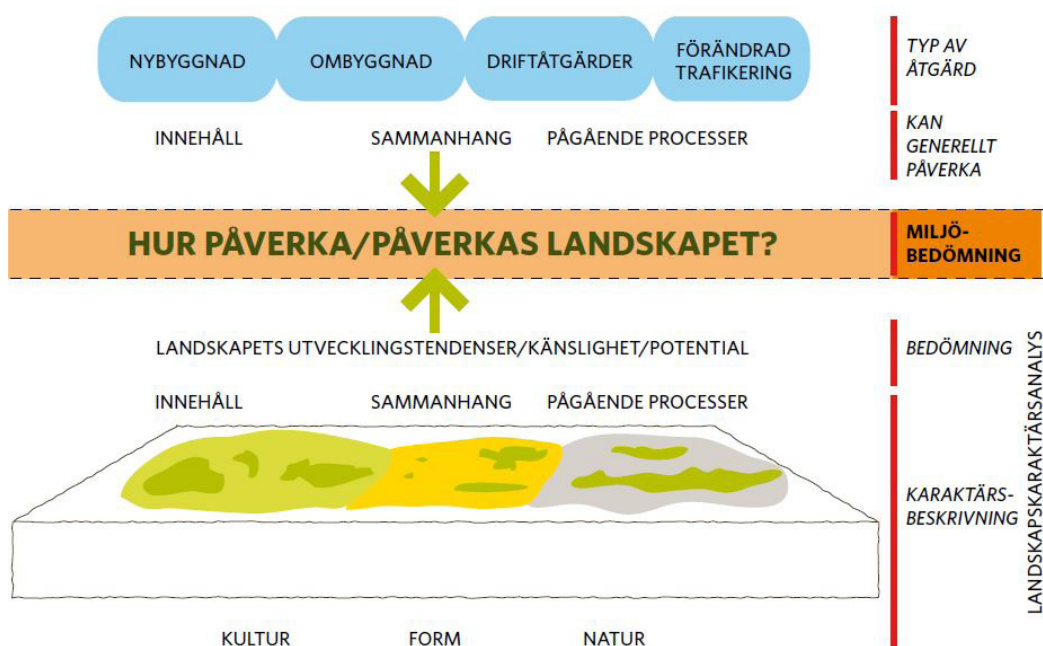 NYBYGGNAD
OMBYGGNAD
DRIFTÅTGÄRDER
FÖRÄNDRAD
TRAFIKERING
TYP AV
ÅTGÄRD
INNEHÅLL
SAMMANHANG
PÅGÅENDE PROCESSER
KAN
GENERELLT
PÅVERKA
HUR PÅVERKA/PÅVERKAS LANDSKAPET?
MILJÖ-
BEDÖMNING
LANDSKAPETS UTVECKLINGSTENDENSER/KÄNSLIGHET/POTENTIAL
BEDÖMNING
INNEHÅLL
SAMMANHANG
PÅGÅENDE PROCESSER
KARAKTÄRS-
BESKRIVNING
LANDSKAPSKARAKTÄRSANALYS
KULTUR
FORM
NATUR